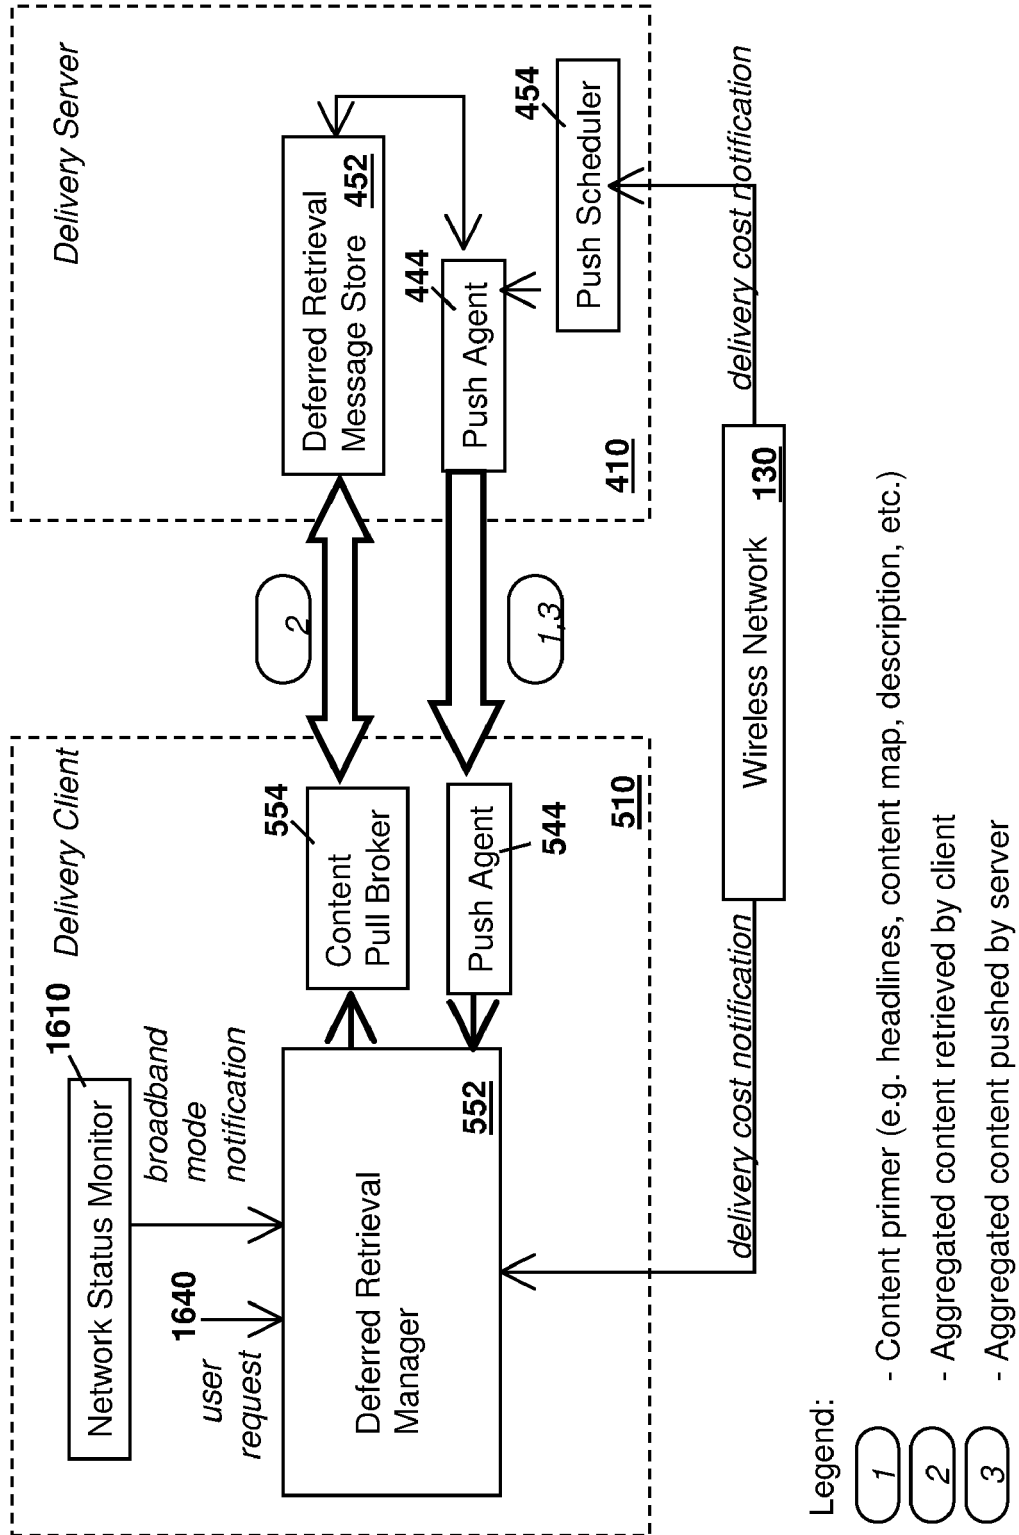 Delivery Client
Delivery Server
Network Status Monitor
1610
broadband
mode
notification
1640
user
request
Deferred Retrieval
Manager
552
554
Content
Pull Broker
Push Agent
544
510
2
1,3
Deferred Retrieval
Message Store 452
444
Push Agent
454
Push Scheduler
410
delivery cost notification
Wireless Network 130
delivery cost notification
Legend:
1 - Content primer (e.g. headlines, content map, description, etc.)
2 - Aggregated content retrieved by client
3 - Aggregated content pushed by server